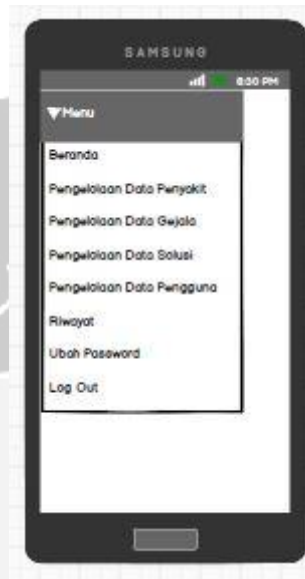 SAMSUNG
8:30 PM
Menu
Beranda
Pengelolaan Data Penyakit
Pengelolaan Data Gejala
Pengelolaan Data Solusi
Pengelolaan Data Pengguna
Riwayat
Ubah Password
Log Out